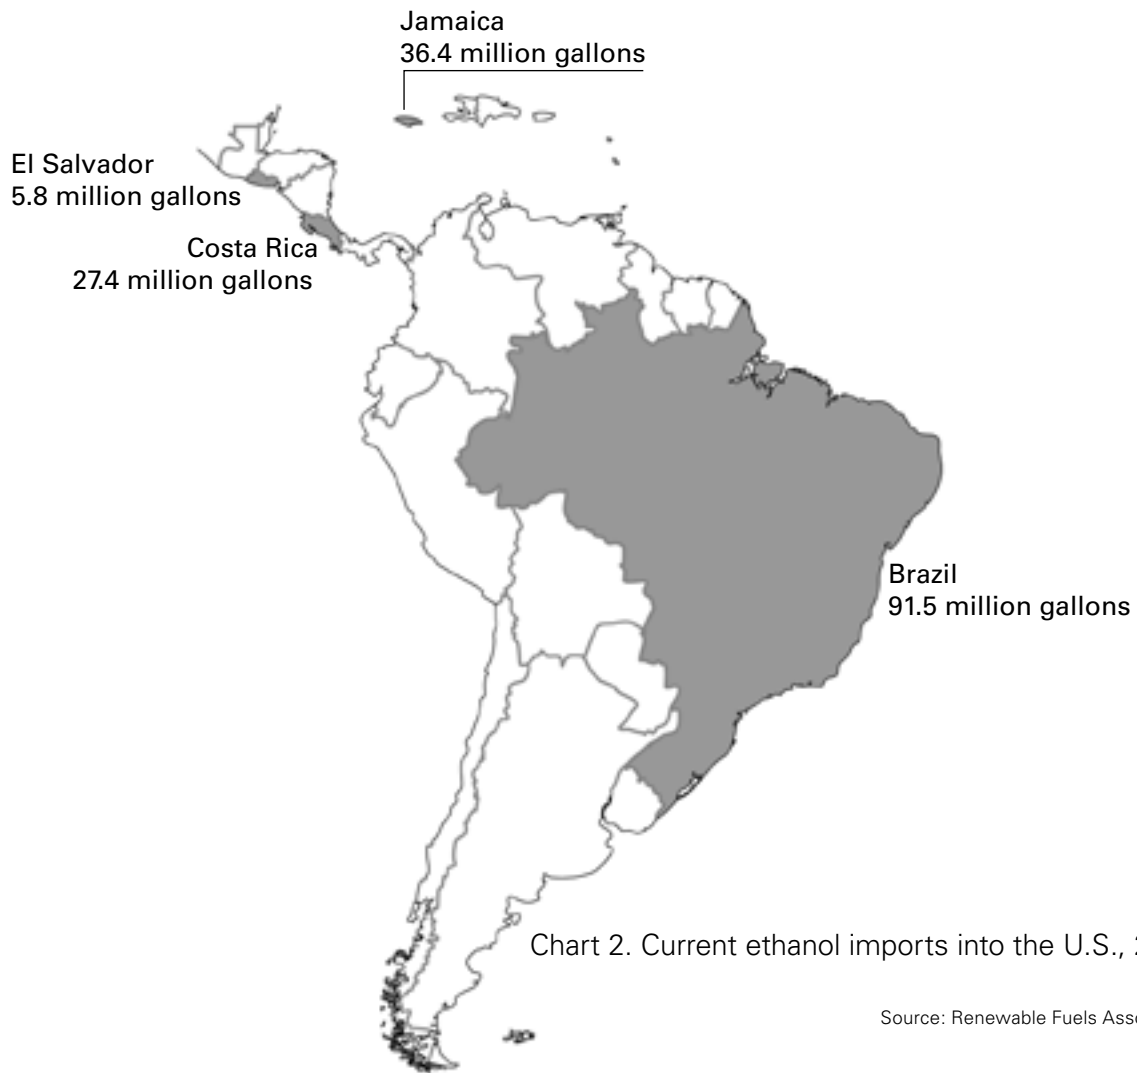 Jamaica
36.4 million gallons
El Salvador
5.8 million gallons
Costa Rica
27.4 million gallons
Brazil
91.5 million gallons
Chart 2. Current ethanol imports into the U.S.,
Source: Renewable Fuels